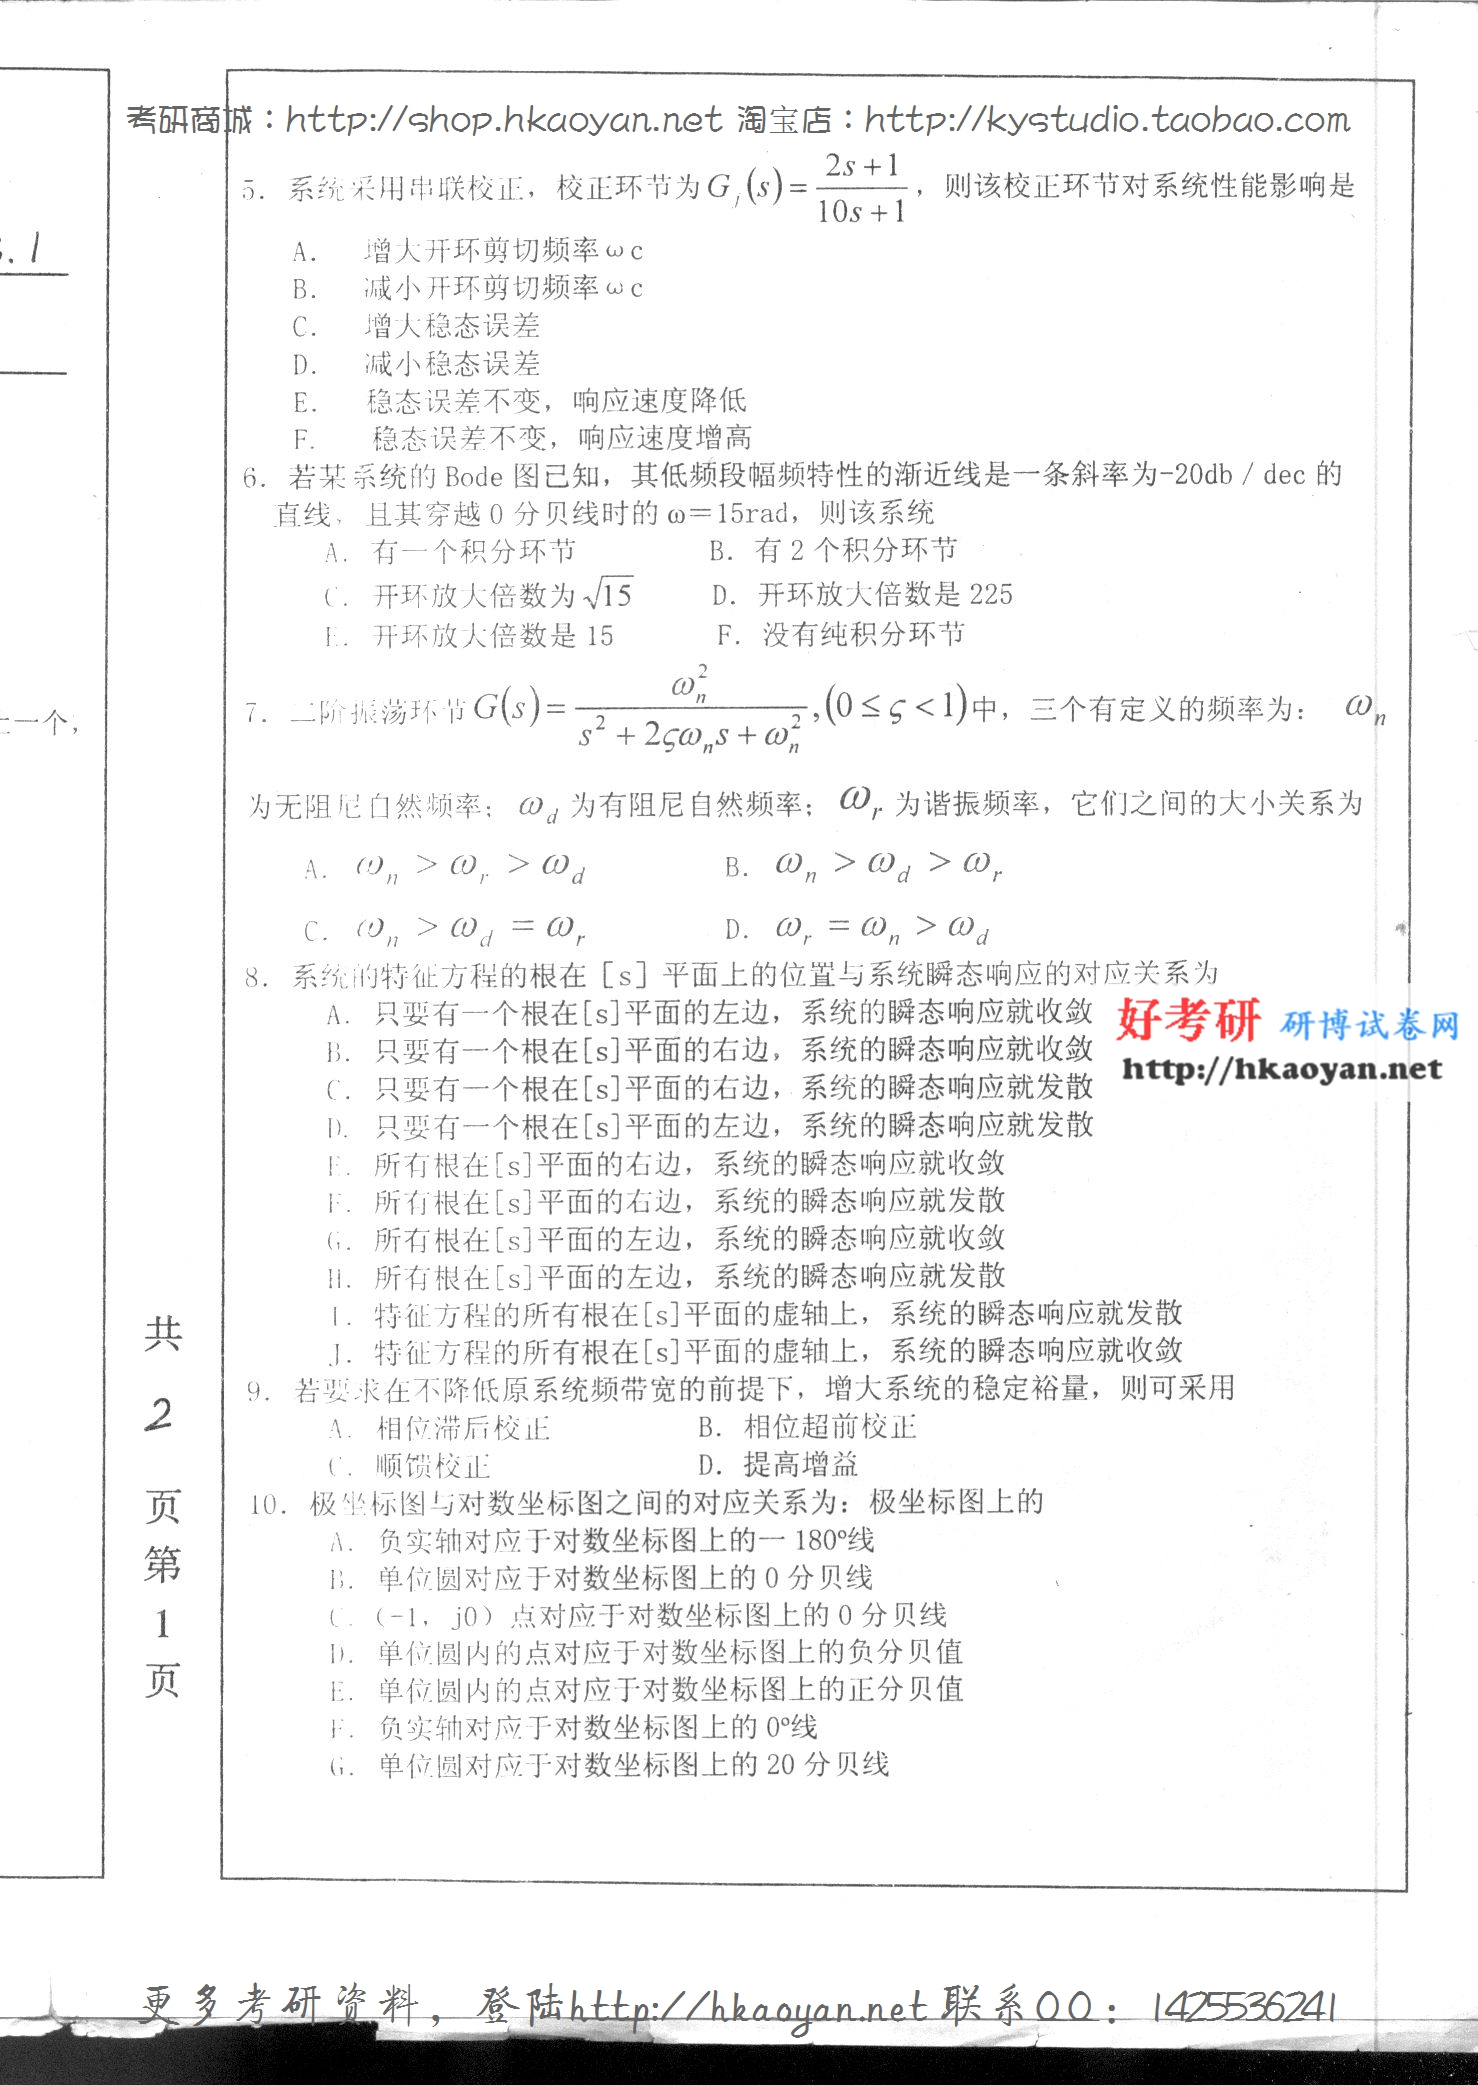 考研商城：http://shop.hkaoyan.net 淘宝店：http://kystudio.taobao.com
5. 系统采用串联校正，校正环节为 G_j(s) = (2s+1)/(10s+1)，则该校正环节对系统性能影响是
A. 增大开环剪切频率ωc
B. 减小开环剪切频率ωc
C. 增大稳态误差
D. 减小稳态误差
E. 稳态误差不变，响应速度降低
F. 稳态误差不变，响应速度增高
6. 若某系统的 Bode 图已知，其低频段幅频特性的渐近线是一条斜率为-20db／dec 的
直线，且其穿越 0 分贝线时的 ω＝15rad，则该系统
A. 有一个积分环节 B. 有 2 个积分环节
C. 开环放大倍数为 √15 D. 开环放大倍数是 225
E. 开环放大倍数是 15 F. 没有纯积分环节
7. 二阶振荡环节 G(s) = ω_n^2/(s^2 + 2ςω_n s + ω_n^2), (0 ≤ ς < 1) 中，三个有定义的频率为： ω_n
为无阻尼自然频率； ω_d 为有阻尼自然频率； ω_r 为谐振频率，它们之间的大小关系为
A. ω_n > ω_r > ω_d B. ω_n > ω_d > ω_r
C. ω_n > ω_d = ω_r D. ω_r = ω_n > ω_d
8. 系统的特征方程的根在［s］平面上的位置与系统瞬态响应的对应关系为
A. 只要有一个根在[s]平面的左边，系统的瞬态响应就收敛
B. 只要有一个根在[s]平面的右边，系统的瞬态响应就收敛
C. 只要有一个根在[s]平面的右边，系统的瞬态响应就发散
D. 只要有一个根在[s]平面的左边，系统的瞬态响应就发散
E. 所有根在[s]平面的右边，系统的瞬态响应就收敛
F. 所有根在[s]平面的右边，系统的瞬态响应就发散
G. 所有根在[s]平面的左边，系统的瞬态响应就收敛
H. 所有根在[s]平面的左边，系统的瞬态响应就发散
I. 特征方程的所有根在[s]平面的虚轴上，系统的瞬态响应就发散
J. 特征方程的所有根在[s]平面的虚轴上，系统的瞬态响应就收敛
9. 若要求在不降低原系统频带宽的前提下，增大系统的稳定裕量，则可采用
A. 相位滞后校正 B. 相位超前校正
C. 顺馈校正 D. 提高增益
10. 极坐标图与对数坐标图之间的对应关系为：极坐标图上的
A. 负实轴对应于对数坐标图上的一 180º线
B. 单位圆对应于对数坐标图上的 0 分贝线
C. (-1, j0）点对应于对数坐标图上的 0 分贝线
D. 单位圆内的点对应于对数坐标图上的负分贝值
E. 单位圆内的点对应于对数坐标图上的正分贝值
F. 负实轴对应于对数坐标图上的 0º线
G. 单位圆对应于对数坐标图上的 20 分贝线
好考研 研博试卷网
http://hkaoyan.net
.1
一个，
共
2
页
第
1
页
更多考研资料，登陆http://hkaoyan.net 联系QQ：1425536241